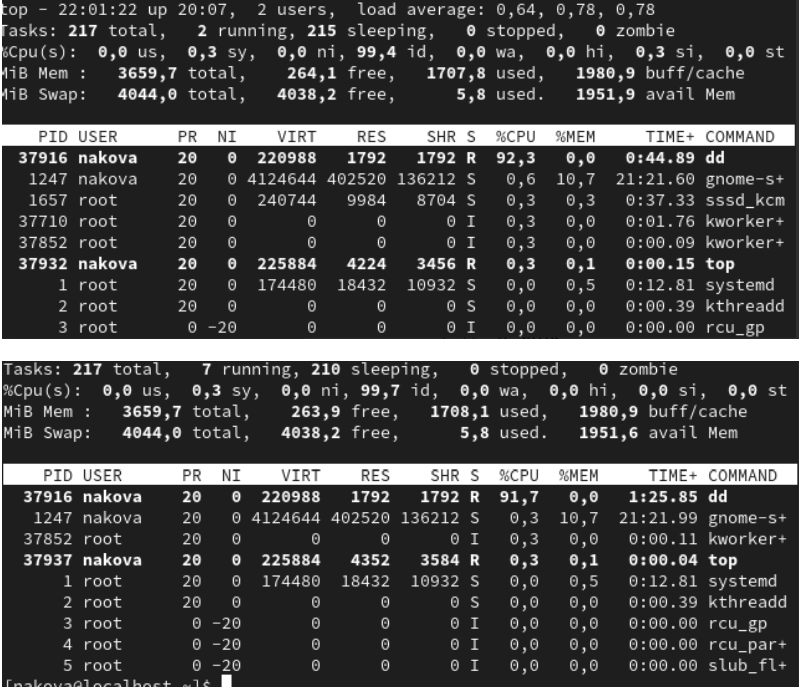 top - 22:01:22 up 20:07, 2 users, load average: 0,64, 0,78, 0,78
Tasks: 217 total, 2 running, 215 sleeping, 0 stopped, 0 zombie
%Cpu(s): 0,0 us, 0,3 sy, 0,0 ni, 99,4 id, 0,0 wa, 0,0 hi, 0,3 si, 0,0 st
MiB Mem : 3659,7 total, 264,1 free, 1707,8 used, 1980,9 buff/cache
MiB Swap: 4044,0 total, 4038,2 free, 5,8 used. 1951,9 avail Mem
PID USER PR NI VIRT RES SHR S %CPU %MEM TIME+ COMMAND
37916 nakova 20 0 220988 1792 1792 R 92,3 0,0 0:44.89 dd
1247 nakova 20 0 4124644 402520 136212 S 0,6 10,7 21:21.60 gnome-s+
1657 root 20 0 240744 9984 8704 S 0,3 0,3 0:37.33 sssd_kcm
37710 root 20 0 0 0 0 I 0,3 0,0 0:01.76 kworker+
37852 root 20 0 0 0 0 I 0,3 0,0 0:00.09 kworker+
37932 nakova 20 0 225884 4224 3456 R 0,3 0,1 0:00.15 top
1 root 20 0 174480 18432 10932 S 0,0 0,5 0:12.81 systemd
2 root 20 0 0 0 0 S 0,0 0,0 0:00.39 kthreadd
3 root 0 -20 0 0 0 I 0,0 0,0 0:00.00 rcu_gp
Tasks: 217 total, 7 running, 210 sleeping, 0 stopped, 0 zombie
%Cpu(s): 0,0 us, 0,3 sy, 0,0 ni, 99,7 id, 0,0 wa, 0,0 hi, 0,0 si, 0,0 st
MiB Mem : 3659,7 total, 263,9 free, 1708,1 used, 1980,9 buff/cache
MiB Swap: 4044,0 total, 4038,2 free, 5,8 used. 1951,6 avail Mem
PID USER PR NI VIRT RES SHR S %CPU %MEM TIME+ COMMAND
37916 nakova 20 0 220988 1792 1792 R 91,7 0,0 1:25.85 dd
1247 nakova 20 0 4124644 402520 136212 S 0,3 10,7 21:21.99 gnome-s+
37852 root 20 0 0 0 0 I 0,3 0,0 0:00.11 kworker+
37937 nakova 20 0 225884 4352 3584 R 0,3 0,1 0:00.04 top
1 root 20 0 174480 18432 10932 S 0,0 0,5 0:12.81 systemd
2 root 20 0 0 0 0 S 0,0 0,0 0:00.39 kthreadd
3 root 0 -20 0 0 0 I 0,0 0,0 0:00.00 rcu_gp
4 root 0 -20 0 0 0 I 0,0 0,0 0:00.00 rcu_par+
5 root 0 -20 0 0 0 I 0,0 0,0 0:00.00 slub_fl+
[nakova@localhost ~]$